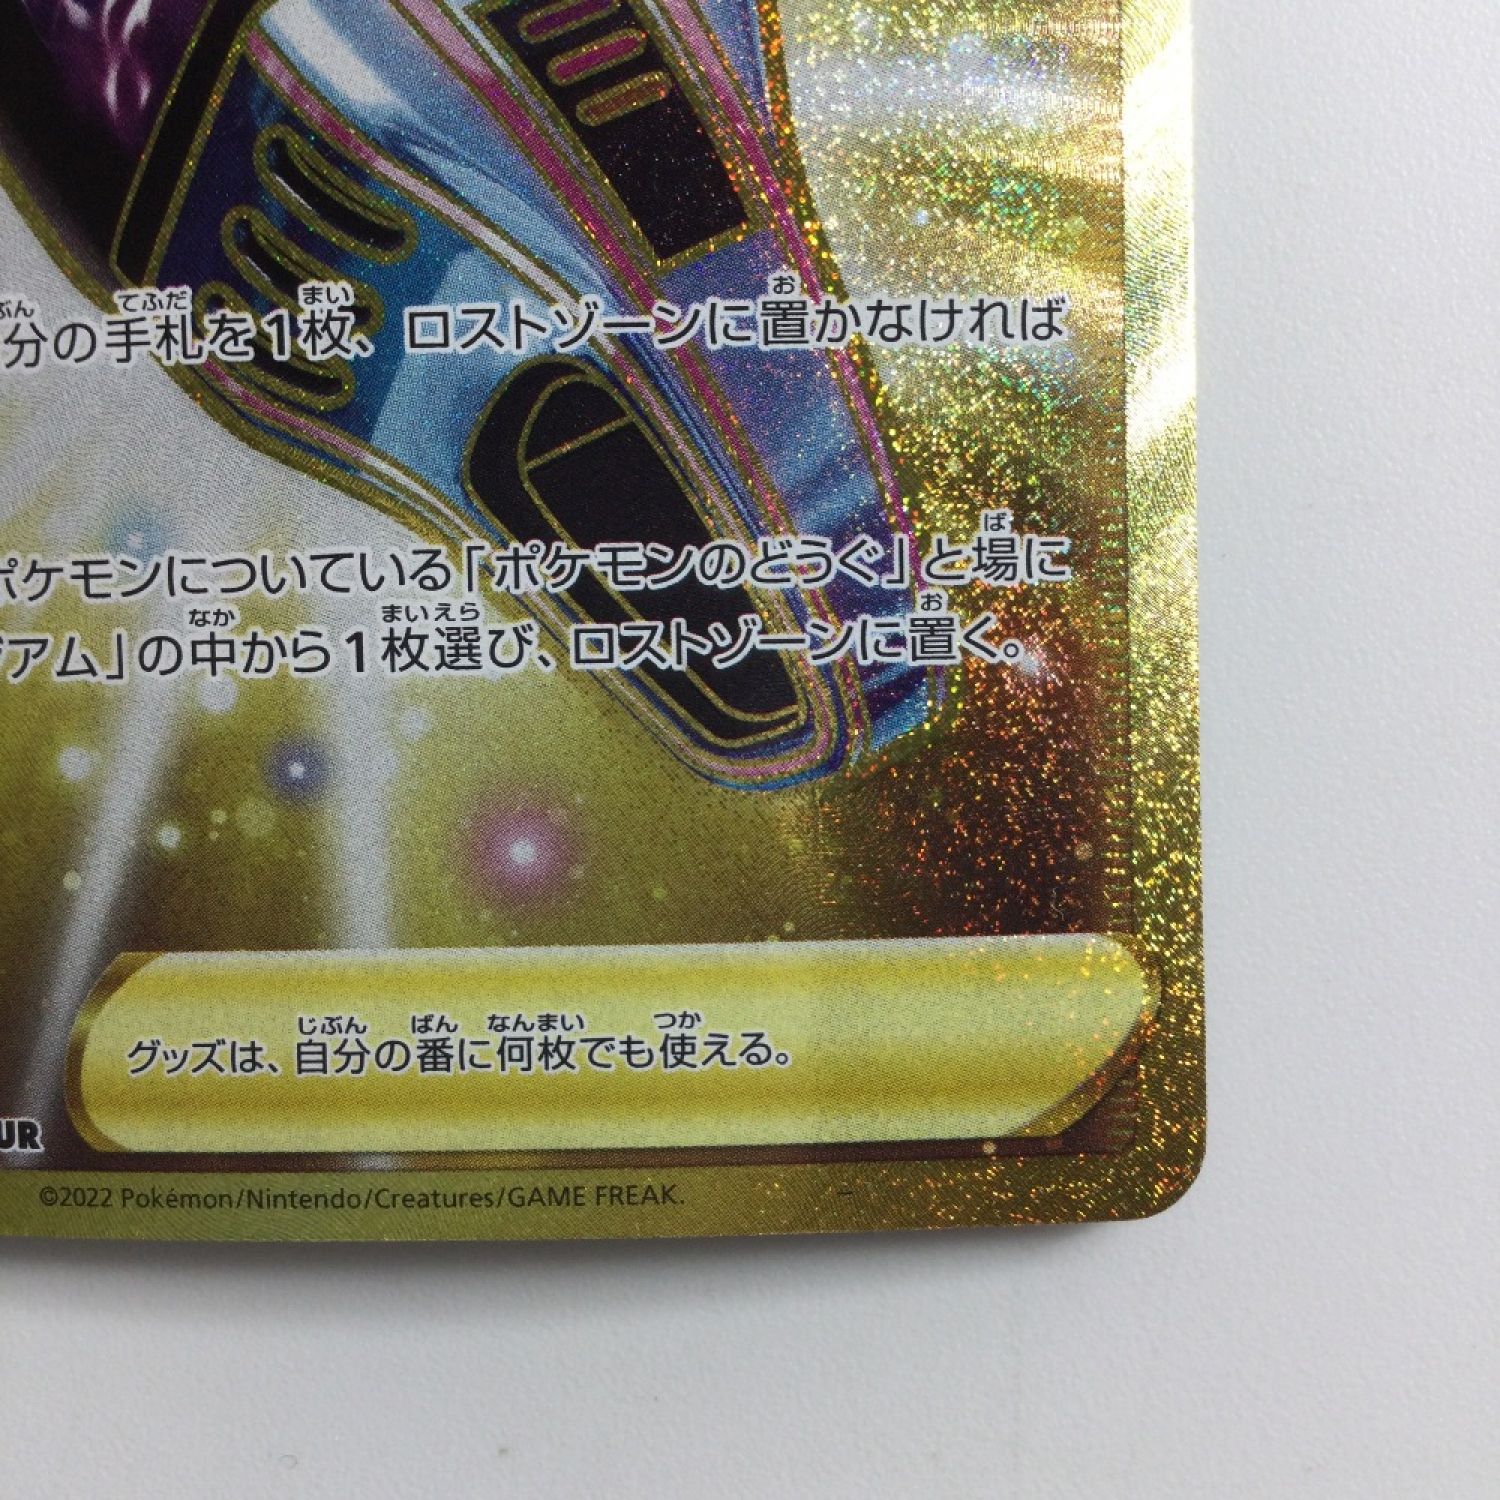 分の手札を1枚、ロストゾーンに置かなければ
ポケモンについている「ポケモンのどうぐ」と場に
アム」の中から1枚選び、ロストゾーンに置く。
グッズは、自分の番に何枚でも使える。
UR
©2022 Pokémon/Nintendo/Creatures/GAME FREAK.